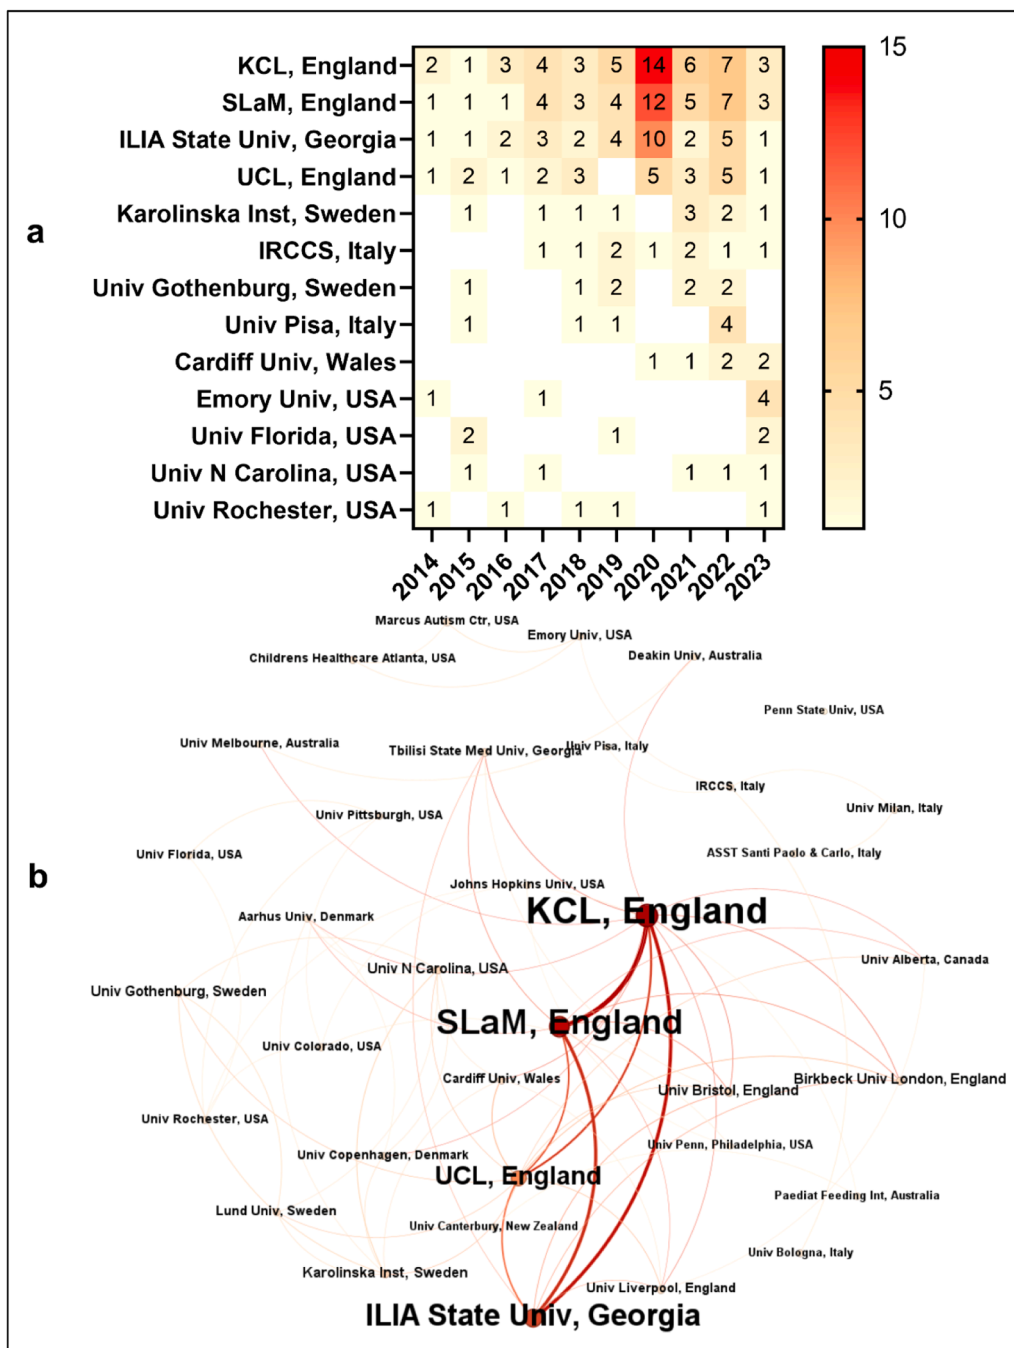 a
KCL, England 2 1 3 4 3 5 14 6 7 3
SLaM, England 1 1 1 4 3 4 12 5 7 3
ILIA State Univ, Georgia 1 1 2 3 2 4 10 2 5 1
UCL, England 1 2 1 2 3 5 3 5 1
Karolinska Inst, Sweden 1 1 1 1 3 2 1
IRCCS, Italy 1 1 2 1 2 1 1
Univ Gothenburg, Sweden 1 1 2 2 2
Univ Pisa, Italy 1 1 1 4
Cardiff Univ, Wales 1 1 2 2
Emory Univ, USA 1 1 4
Univ Florida, USA 2 1 2
Univ N Carolina, USA 1 1 1 1 1
Univ Rochester, USA 1 1 1 1 1
2014 2015 2016 2017 2018 2019 2020 2021 2022 2023
15
10
5
b
Marcus Autism Ctr, USA
Emory Univ, USA
Childrens Healthcare Atlanta, USA
Deakin Univ, Australia
Penn State Univ, USA
Univ Melbourne, Australia
Tbilisi State Med Univ, Georgia
Univ Pisa, Italy
IRCCS, Italy
Univ Milan, Italy
Univ Pittsburgh, USA
Univ Florida, USA
ASST Santi Paolo & Carlo, Italy
Johns Hopkins Univ, USA
KCL, England
Aarhus Univ, Denmark
Univ Alberta, Canada
Univ N Carolina, USA
Univ Gothenburg, Sweden
SLaM, England
Univ Colorado, USA
Cardiff Univ, Wales
Univ Bristol, England
Birkbeck Univ London, England
Univ Rochester, USA
Univ Penn, Philadelphia, USA
Univ Copenhagen, Denmark
UCL, England
Paediat Feeding Int, Australia
Lund Univ, Sweden
Univ Canterbury, New Zealand
Univ Bologna, Italy
Karolinska Inst, Sweden
Univ Liverpool, England
ILIA State Univ, Georgia